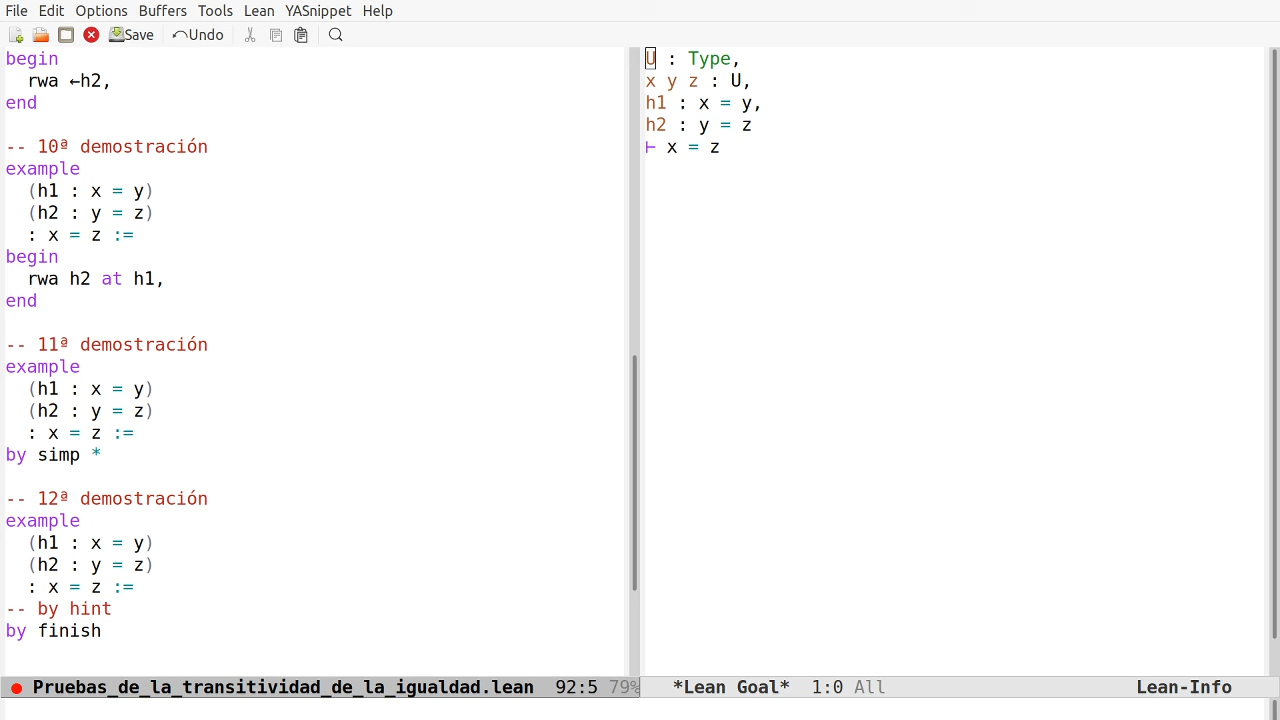 File Edit Options Buffers Tools Lean YASnippet Help
Save Undo
begin
  rwa ←h2,
end

-- 10ª demostración
example
  (h1 : x = y)
  (h2 : y = z)
  : x = z :=
begin
  rwa h2 at h1,
end

-- 11ª demostración
example
  (h1 : x = y)
  (h2 : y = z)
  : x = z :=
by simp *

-- 12ª demostración
example
  (h1 : x = y)
  (h2 : y = z)
  : x = z :=
-- by hint
by finish
Pruebas_de_la_transitividad_de_la_igualdad.lean 92:5 79%
U : Type,
x y z : U,
h1 : x = y,
h2 : y = z
⊢ x = z
*Lean Goal* 1:0 All Lean-Info